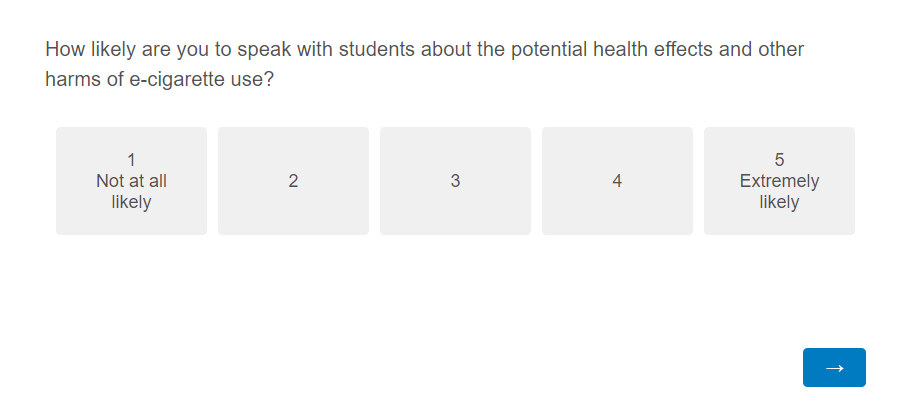 How likely are you to speak with students about the potential health effects and other
harms of e-cigarette use?
1
Not at all
likely
2
3
4
5
Extremely
likely
→